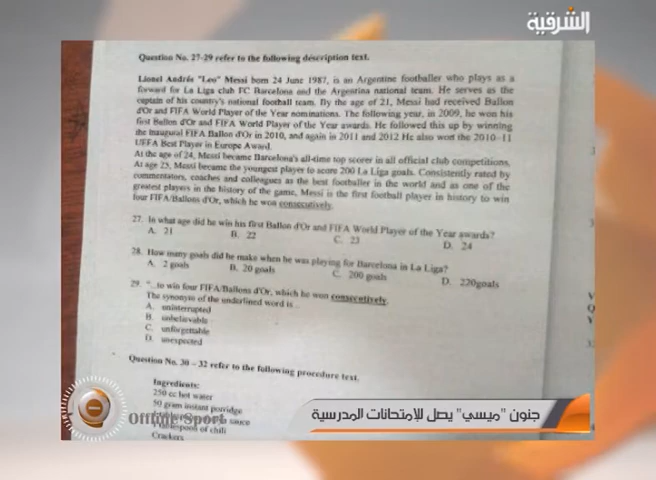 الشرقية
Question No. 27-29 refer to the following description text.
Lionel Andrés "Leo" Messi born 24 June 1987, is an Argentine footballer who plays as a
forward for La Liga club FC Barcelona and the Argentina national team. He serves as the
captain of his country's national football team. By the age of 21, Messi had received Ballon
d'Or and FIFA World Player of the Year nominations. The following year, in 2009, he won his
first Ballon d'Or and FIFA World Player of the Year awards. He followed this up by winning
the inaugural FIFA Ballon d'Or in 2010, and again in 2011 and 2012 He also won the 2010-11
UEFA Best Player in Europe Award.
At the age of 24, Messi became Barcelona's all-time top scorer in all official club competitions.
At age 25, Messi became the youngest player to score 200 La Liga goals. Consistently rated by
commentators, coaches and colleagues as the best footballer in the world and as one of the
greatest players in the history of the game, Messi is the first football player in history to win
four FIFA/Ballons d'Or, which he won consecutively.
27. In what age did he win his first Ballon d'Or and FIFA World Player of the Year awards?
A. 21 B. 22 C. 23 D. 24
28. How many goals did he make when he was playing for Barcelona in La Liga?
A. 2 goals B. 20 goals C. 200 goals D. 220goals
29. "...to win four FIFA/Ballons d'Or, which he won consecutively.
The synonym of the underlined word is ..
A. uninterrupted
B. unbelievable
C. unforgettable
D. unexpected
Question No. 30 – 32 refer to the following procedure text.
Ingredients:
250 cc hot water
50 gram instant porridge
sauce
of chili
Crackers
Offline Sport
جنون "ميسي" يصل للإمتحانات المدرسية